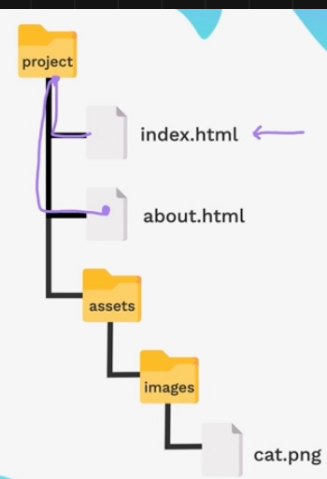 project
index.html
about.html
assets
images
cat.png